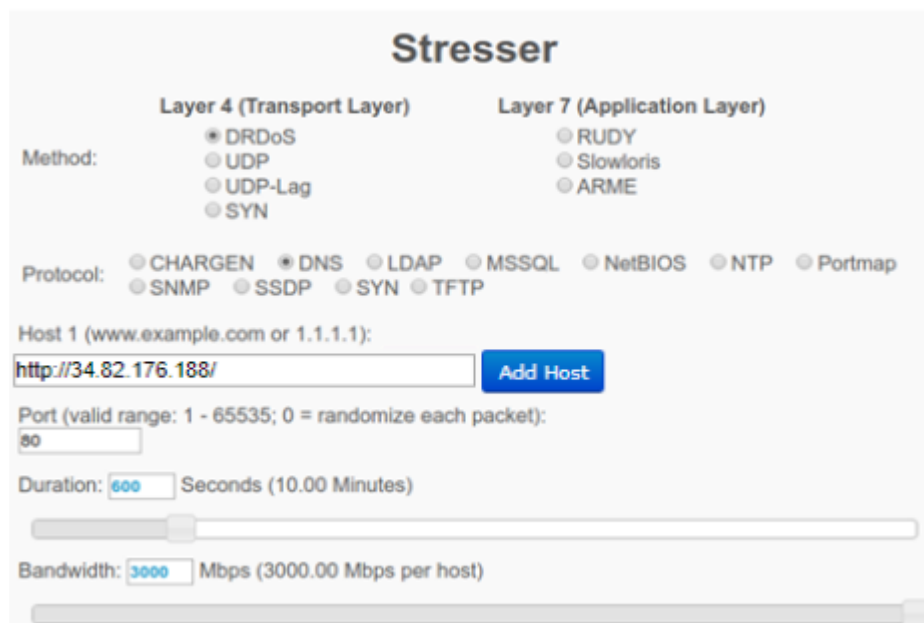 Stresser
Layer 4 (Transport Layer) Layer 7 (Application Layer)
Method:
DRDoS RUDY
UDP Slowloris
UDP-Lag ARME
SYN
Protocol:
CHARGEN DNS LDAP MSSQL NetBIOS NTP Portmap
SNMP SSDP SYN TFTP
Host 1 (www.example.com or 1.1.1.1):
http://34.82.176.188/ Add Host
Port (valid range: 1 - 65535; 0 = randomize each packet):
80
Duration: 600 Seconds (10.00 Minutes)
Bandwidth: 3000 Mbps (3000.00 Mbps per host)